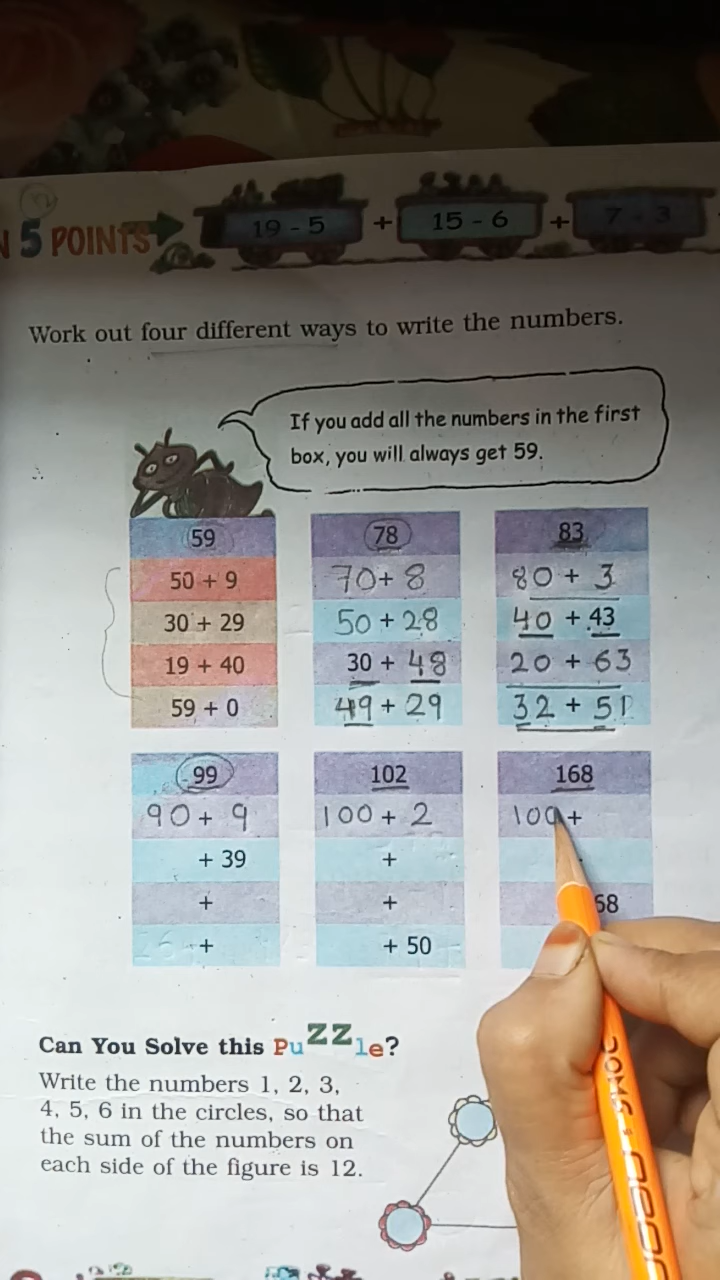 5 POINTS
19 - 5 + 15 - 6 + 7 - 3
Work out four different ways to write the numbers.
If you add all the numbers in the first
box, you will always get 59.
59
50 + 9
30 + 29
19 + 40
59 + 0
78
70 + 8
50 + 28
30 + 48
49 + 29
83
80 + 3
40 + 43
20 + 63
32 + 51
99
90 + 9
+ 39
+
+
102
100 + 2
+
+
+ 50
168
100 +
68
Can You Solve this Puzzle?
Write the numbers 1, 2, 3,
4, 5, 6 in the circles, so that
the sum of the numbers on
each side of the figure is 12.
DOMS